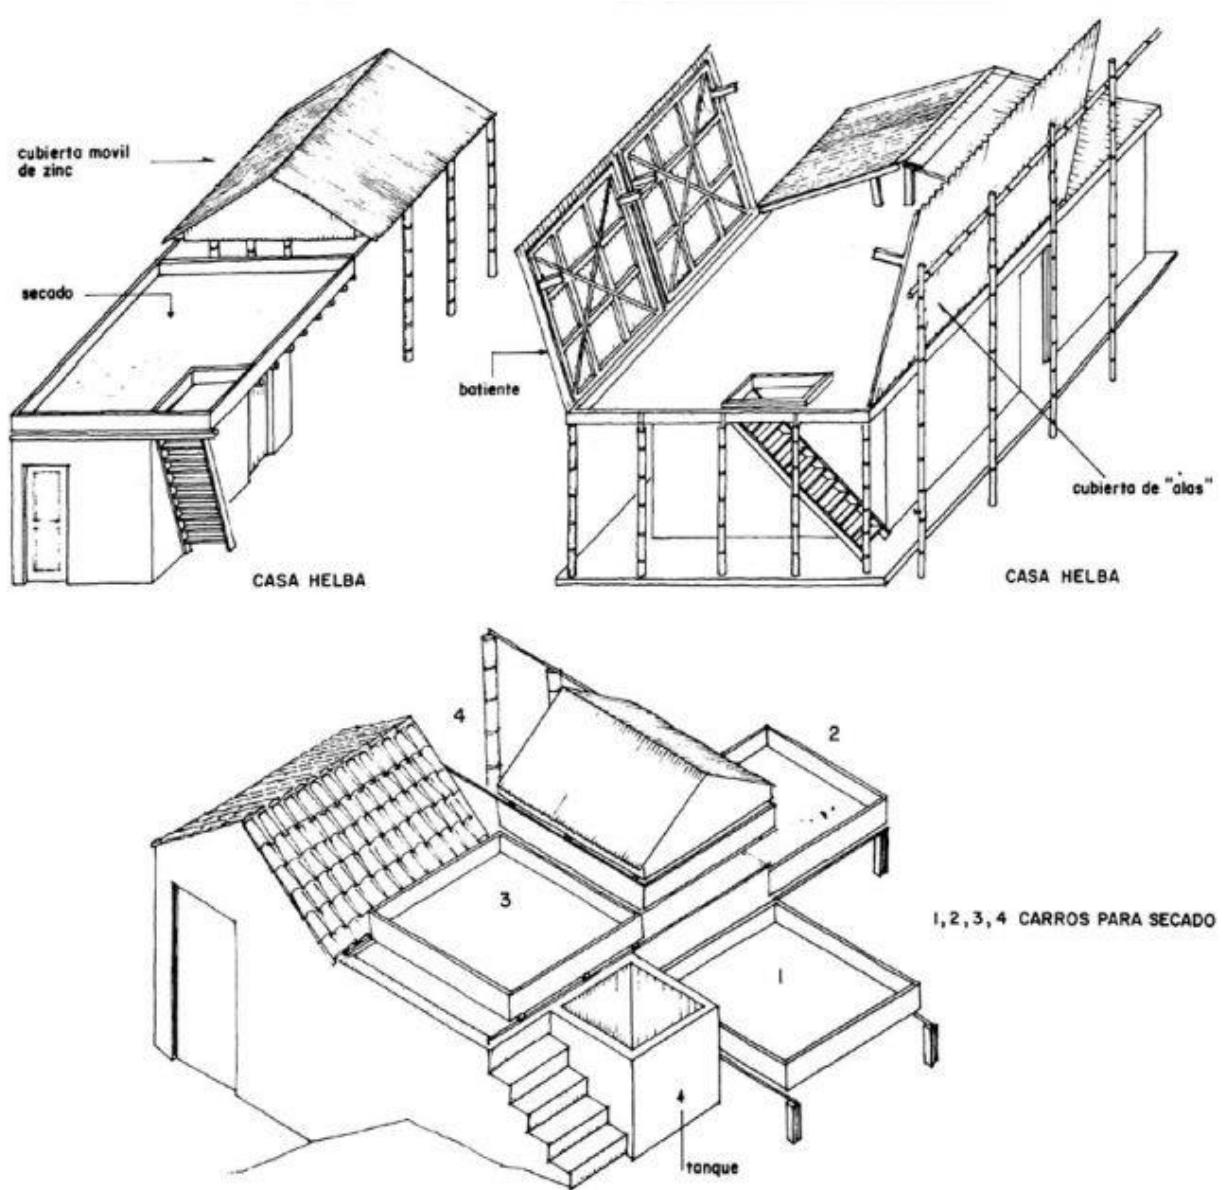 cubierta movil
de zinc
secado
CASA HELBA
batiente
cubierta de "alas"
CASA HELBA
4
2
3
1, 2, 3, 4 CARROS PARA SECADO
1
4
tanque